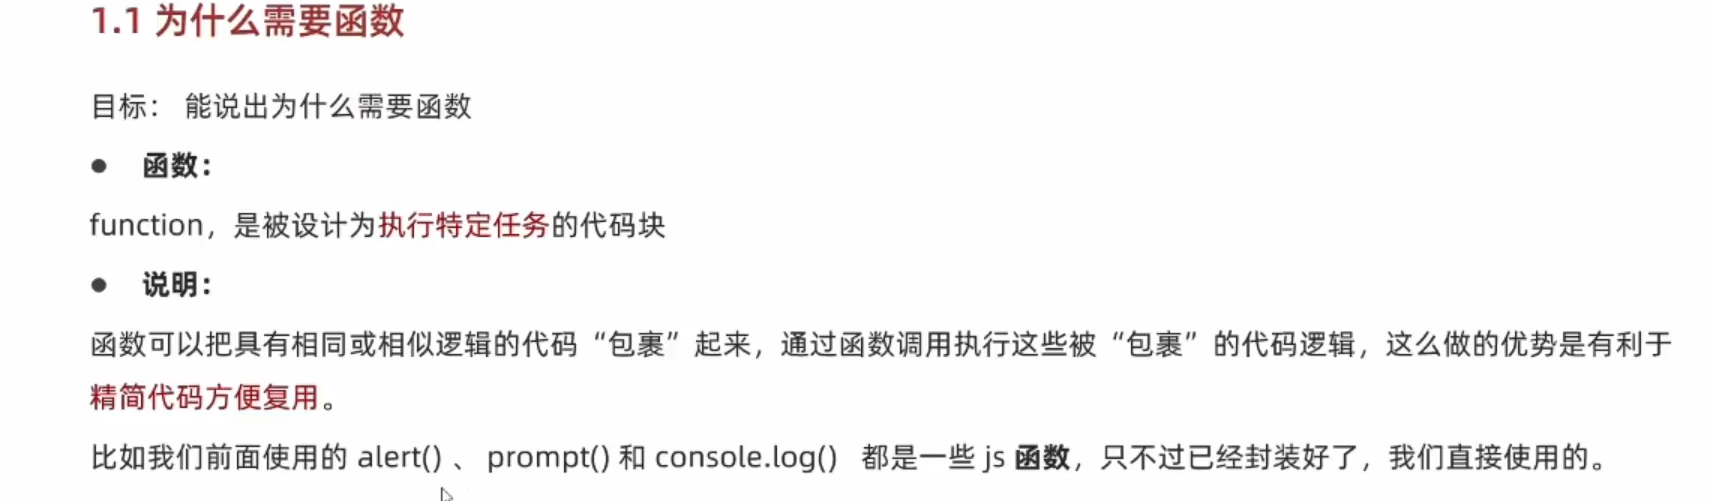 1.1 为什么需要函数
目标： 能说出为什么需要函数
● 函数：
function，是被设计为执行特定任务的代码块
● 说明：
函数可以把具有相同或相似逻辑的代码“包裹”起来，通过函数调用执行这些被“包裹”的代码逻辑，这么做的优势是有利于
精简代码方便复用。
比如我们前面使用的 alert() 、 prompt() 和 console.log() 都是一些 js 函数，只不过已经封装好了，我们直接使用的。